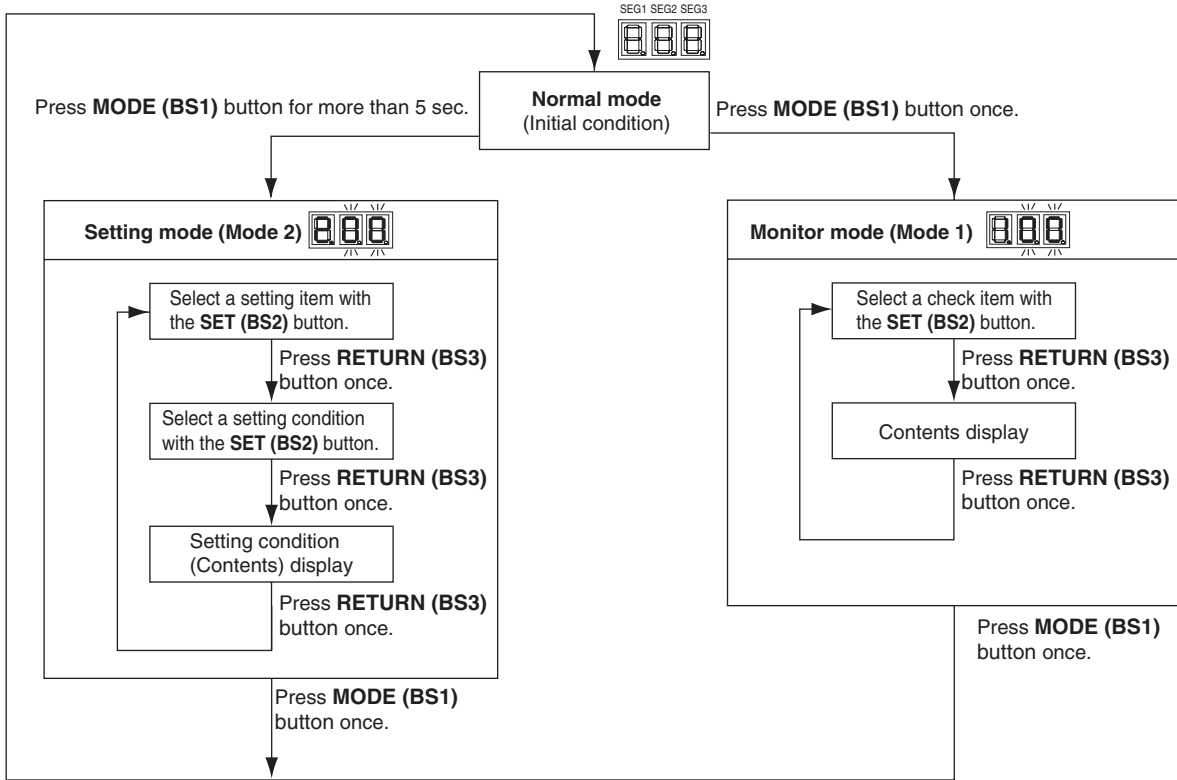 SEG1 SEG2 SEG3
Normal mode
(Initial condition)
Press MODE (BS1) button for more than 5 sec.
Press MODE (BS1) button once.
Setting mode (Mode 2)
Select a setting item with
the SET (BS2) button.
Press RETURN (BS3)
button once.
Select a setting condition
with the SET (BS2) button.
Press RETURN (BS3)
button once.
Setting condition
(Contents) display
Press RETURN (BS3)
button once.
Press MODE (BS1)
button once.
Monitor mode (Mode 1)
Select a check item with
the SET (BS2) button.
Press RETURN (BS3)
button once.
Contents display
Press RETURN (BS3)
button once.
Press MODE (BS1)
button once.